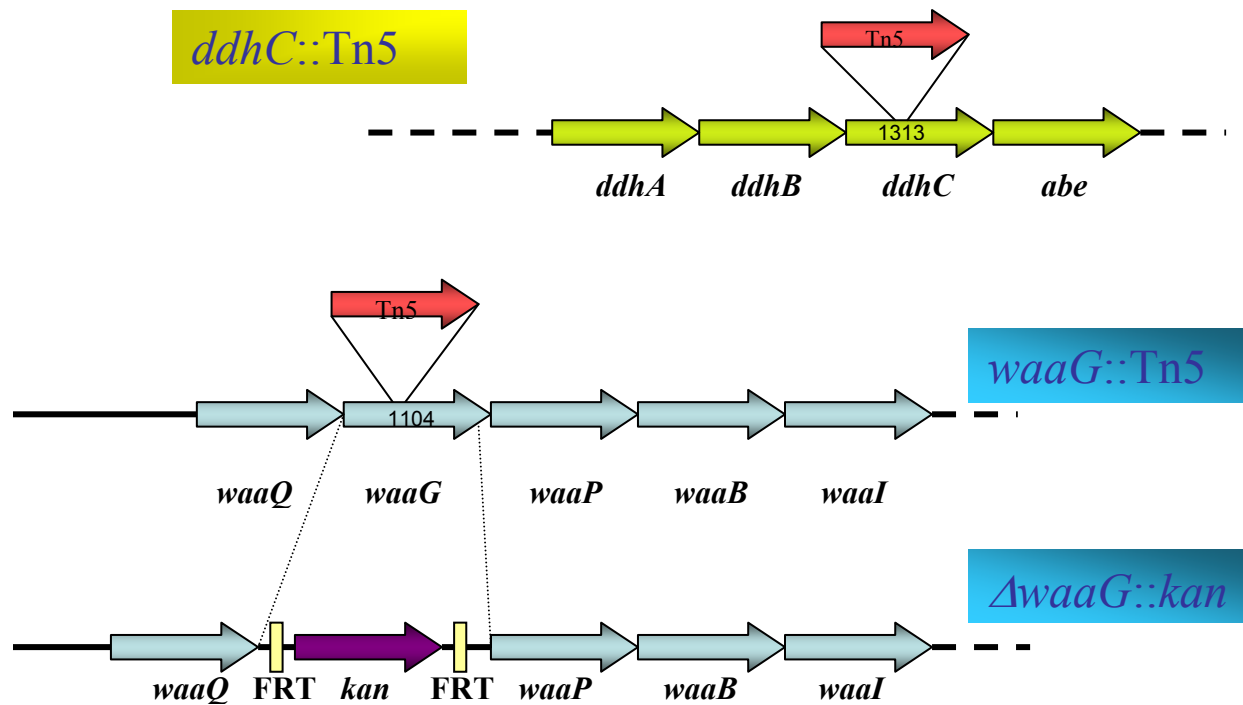 ddhC::Tn5
Tn5
1313
ddhA ddhB ddhC abe
Tn5
waaG::Tn5
1104
waaQ waaG waaP waaB waaI
ΔwaaG::kan
waaQ FRT kan FRT waaP waaB waaI